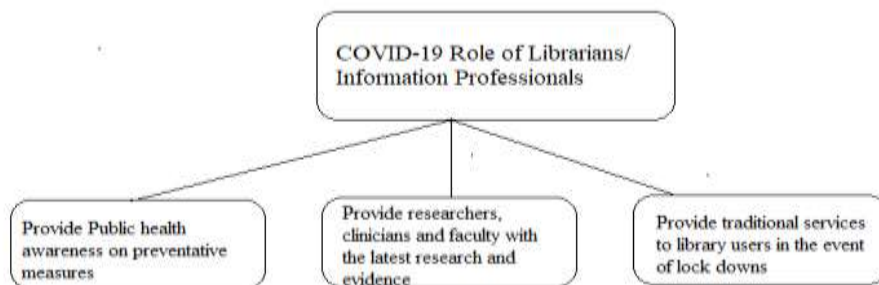 COVID-19 Role of Librarians/
Information Professionals
Provide Public health
awareness on preventative
measures
Provide researchers,
clinicians and faculty with
the latest research and
evidence
Provide traditional services
to library users in the event
of lock downs